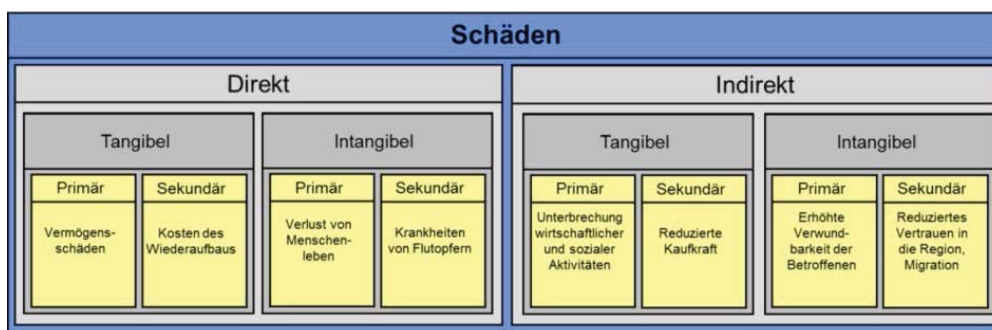 Schäden
Direkt
Indirekt
Tangibel
Intangibel
Tangibel
Intangibel
Primär
Sekundär
Primär
Sekundär
Primär
Sekundär
Primär
Sekundär
Vermögens-
schäden
Kosten des
Wiederaufbaus
Verlust von
Menschen-
leben
Krankheiten
von Flutopfern
Unterbrechung
wirtschaftlicher
und sozialer
Aktivitäten
Reduzierte
Kaufkraft
Erhöhte
Verwund-
barkeit der
Betroffenen
Reduziertes
Vertrauen in
die Region,
Migration